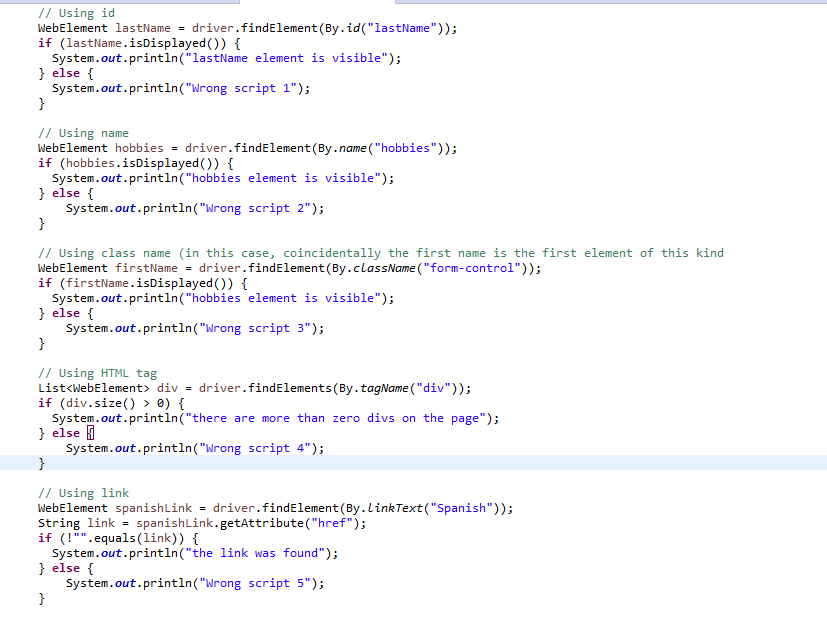 // Using id
WebElement lastName = driver.findElement(By.id("lastName"));
if (lastName.isDisplayed()) {
  System.out.println("lastName element is visible");
} else {
  System.out.println("Wrong script 1");
}

// Using name
WebElement hobbies = driver.findElement(By.name("hobbies"));
if (hobbies.isDisplayed()) {
  System.out.println("hobbies element is visible");
} else {
    System.out.println("Wrong script 2");
}

// Using class name (in this case, coincidentally the first name is the first element of this kind
WebElement firstName = driver.findElement(By.className("form-control"));
if (firstName.isDisplayed()) {
  System.out.println("hobbies element is visible");
} else {
    System.out.println("Wrong script 3");
}

// Using HTML tag
List<WebElement> div = driver.findElements(By.tagName("div"));
if (div.size() > 0) {
  System.out.println("there are more than zero divs on the page");
} else {
    System.out.println("Wrong script 4");
}

// Using link
WebElement spanishLink = driver.findElement(By.linkText("Spanish"));
String link = spanishLink.getAttribute("href");
if (!"".equals(link)) {
  System.out.println("the link was found");
} else {
    System.out.println("Wrong script 5");
}